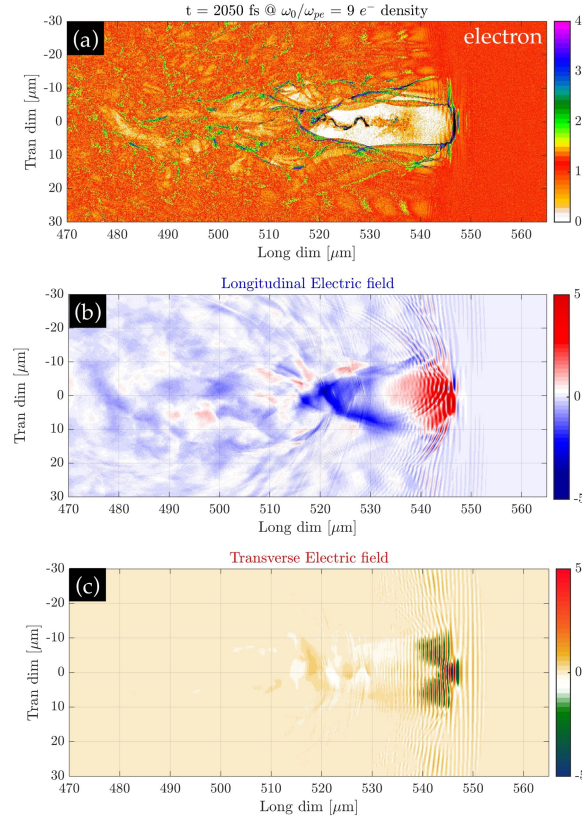 t = 2050 fs @ ω₀/ωₚₑ = 9 e⁻ density
(a)
electron
-30
-20
-10
0
10
20
30
Tran dim [μm]
470 480 490 500 510 520 530 540 550 560
Long dim [μm]
4
3
2
1
0
Longitudinal Electric field
(b)
-30
-20
-10
0
10
20
30
Tran dim [μm]
470 480 490 500 510 520 530 540 550 560
Long dim [μm]
5
0
-5
Transverse Electric field
(c)
-30
-20
-10
0
10
20
30
Tran dim [μm]
470 480 490 500 510 520 530 540 550 560
Long dim [μm]
5
0
-5